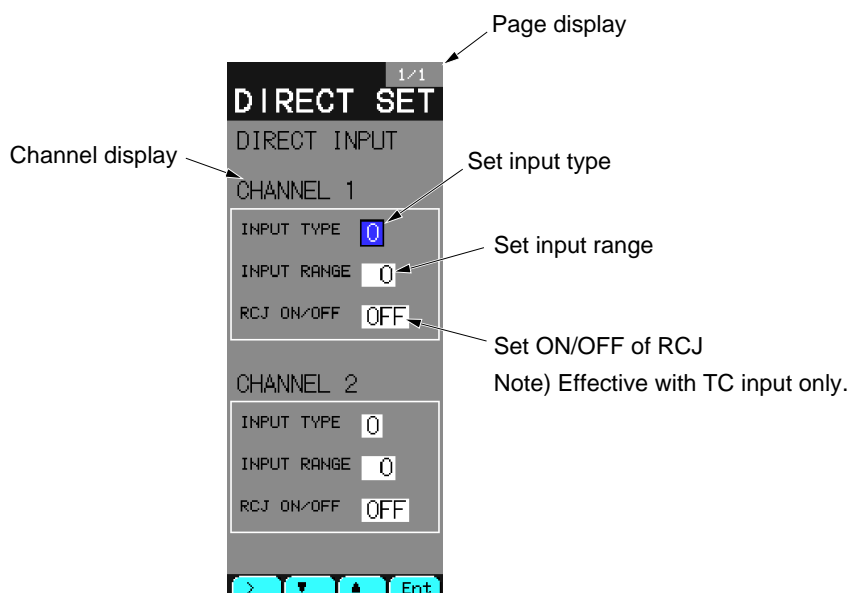 Page display
1/1
DIRECT SET
DIRECT INPUT
Channel display
Set input type
CHANNEL 1
INPUT TYPE 0
Set input range
INPUT RANGE 0
RCJ ON/OFF OFF
Set ON/OFF of RCJ
Note) Effective with TC input only.
CHANNEL 2
INPUT TYPE 0
INPUT RANGE 0
RCJ ON/OFF OFF
> ▼ ▲ Ent